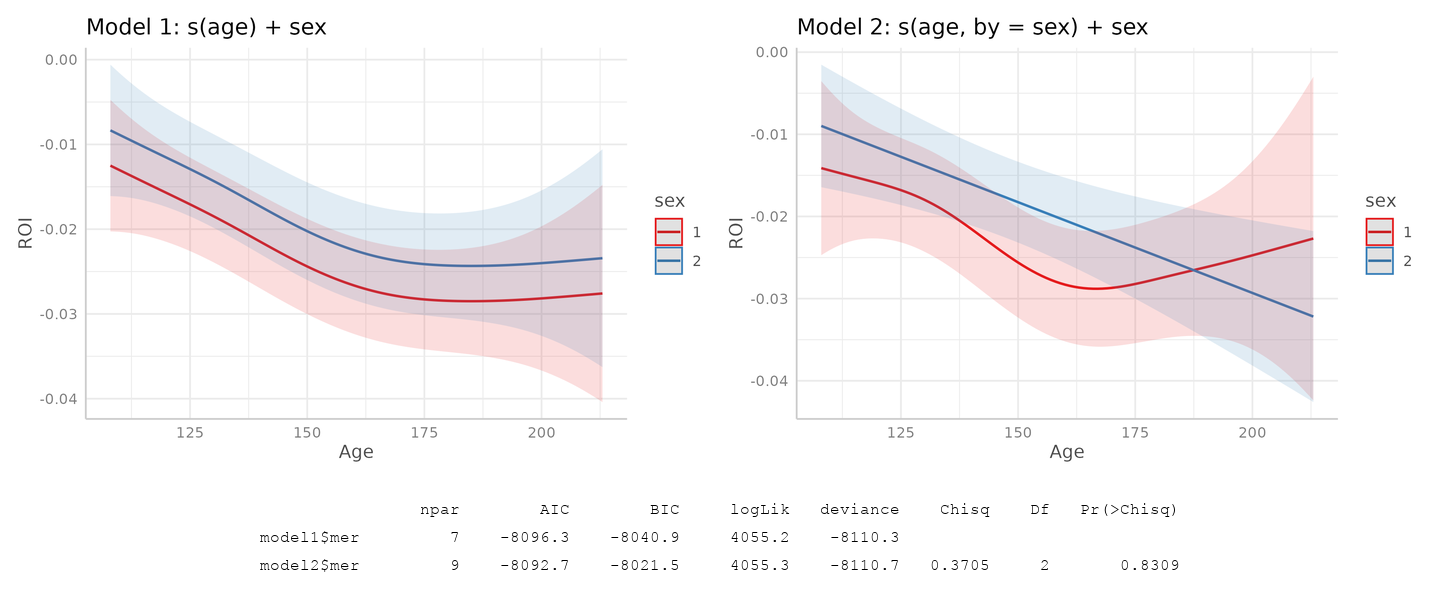 Model 1: s(age) + sex
0.00
-0.01
-0.02
-0.03
-0.04
ROI
125 150 175 200
Age
sex
1
2
Model 2: s(age, by = sex) + sex
0.00
-0.01
-0.02
-0.03
-0.04
ROI
125 150 175 200
Age
sex
1
2
npar AIC BIC logLik deviance Chisq Df Pr(>Chisq)
model1$mer 7 -8096.3 -8040.9 4055.2 -8110.3
model2$mer 9 -8092.7 -8021.5 4055.3 -8110.7 0.3705 2 0.8309